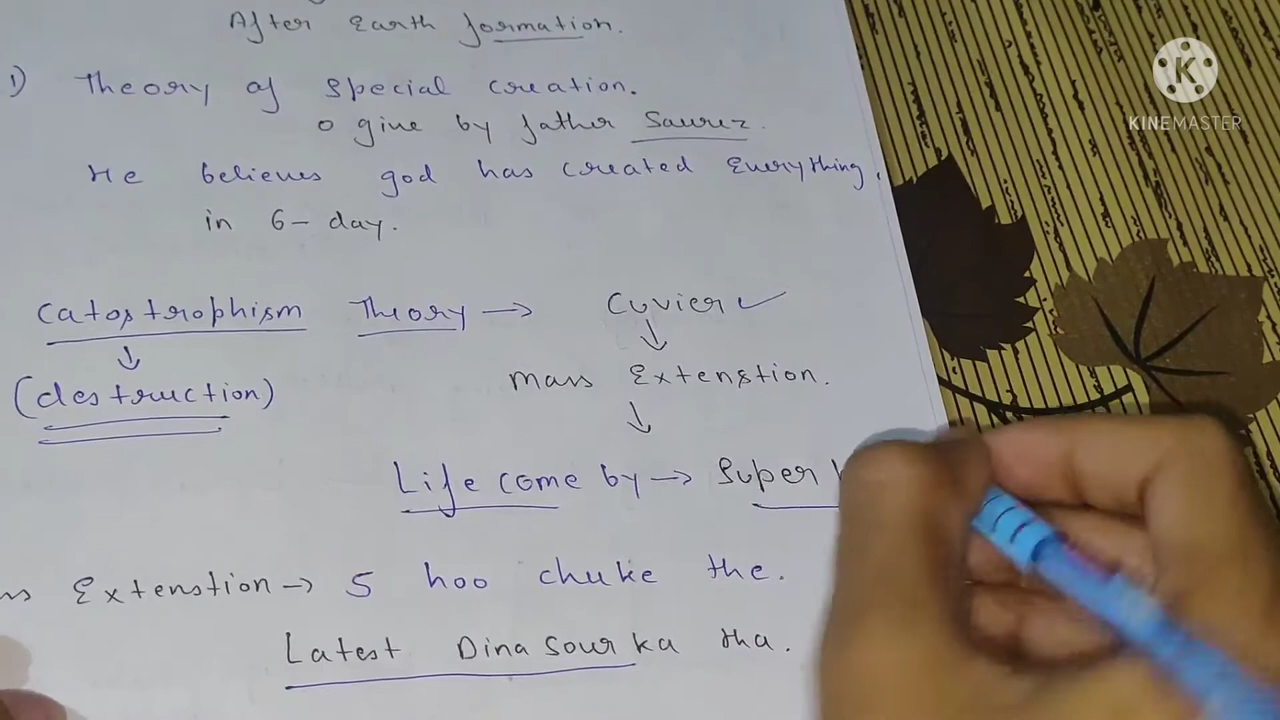 After Earth formation.
1) Theory of special creation.
o give by father Saurez.
He believes god has created Everything.
in 6-day.
Catostrophism Theory → Cuvier ✓
↓ ↓
(destruction) mass Extenstion.
↓
Life come by → Super
Extenstion → 5 hoo chuke the.
Latest Dinasour ka tha.
KINEMASTER